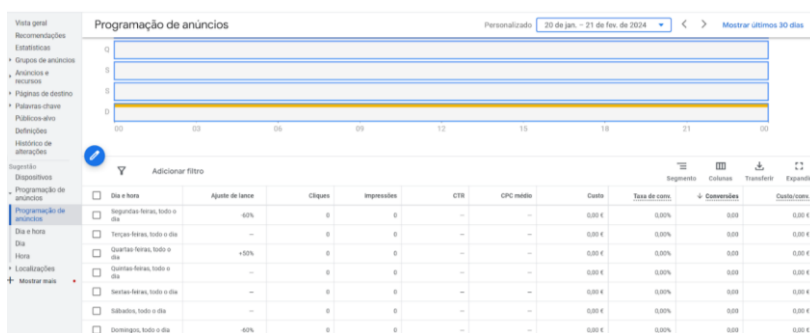 Vista geral
Recomendações
Estatísticas
Grupos de anúncios
Anúncios e
recursos
Páginas de destino
Palavras-chave
Públicos-alvo
Definições
Histórico de
alterações
Sugestão
Dispositivos
Programação de
anúncios
Programação de
anúncios
Dia e hora
Dia
Hora
Localizações
Mostrar mais
Programação de anúncios
Personalizado 20 de jan. – 21 de fev. de 2024 Mostrar últimos 30 dias
Q
S
S
D
00 03 06 09 12 15 18 21 00
Adicionar filtro
Segmento Colunas Transferir Expandi
Dia e hora Ajuste de lance Cliques Impressões CTR CPC médio Custo Taxa de conv. Conversões Custo/conv.
Segundas-feiras, todo o
dia -60% 0 0 — — 0,00 € 0,00% 0,00 0,00 €
Terças-feiras, todo o dia — 0 0 — — 0,00 € 0,00% 0,00 0,00 €
Quartas-feiras, todo o
dia +50% 0 0 — — 0,00 € 0,00% 0,00 0,00 €
Quintas-feiras, todo o
dia — 0 0 — — 0,00 € 0,00% 0,00 0,00 €
Sextas-feiras, todo o dia — 0 0 — — 0,00 € 0,00% 0,00 0,00 €
Sábados, todo o dia — 0 0 — — 0,00 € 0,00% 0,00 0,00 €
Domingos, todo o dia -60% 0 0 — — 0,00 € 0,00% 0,00 0,00 €